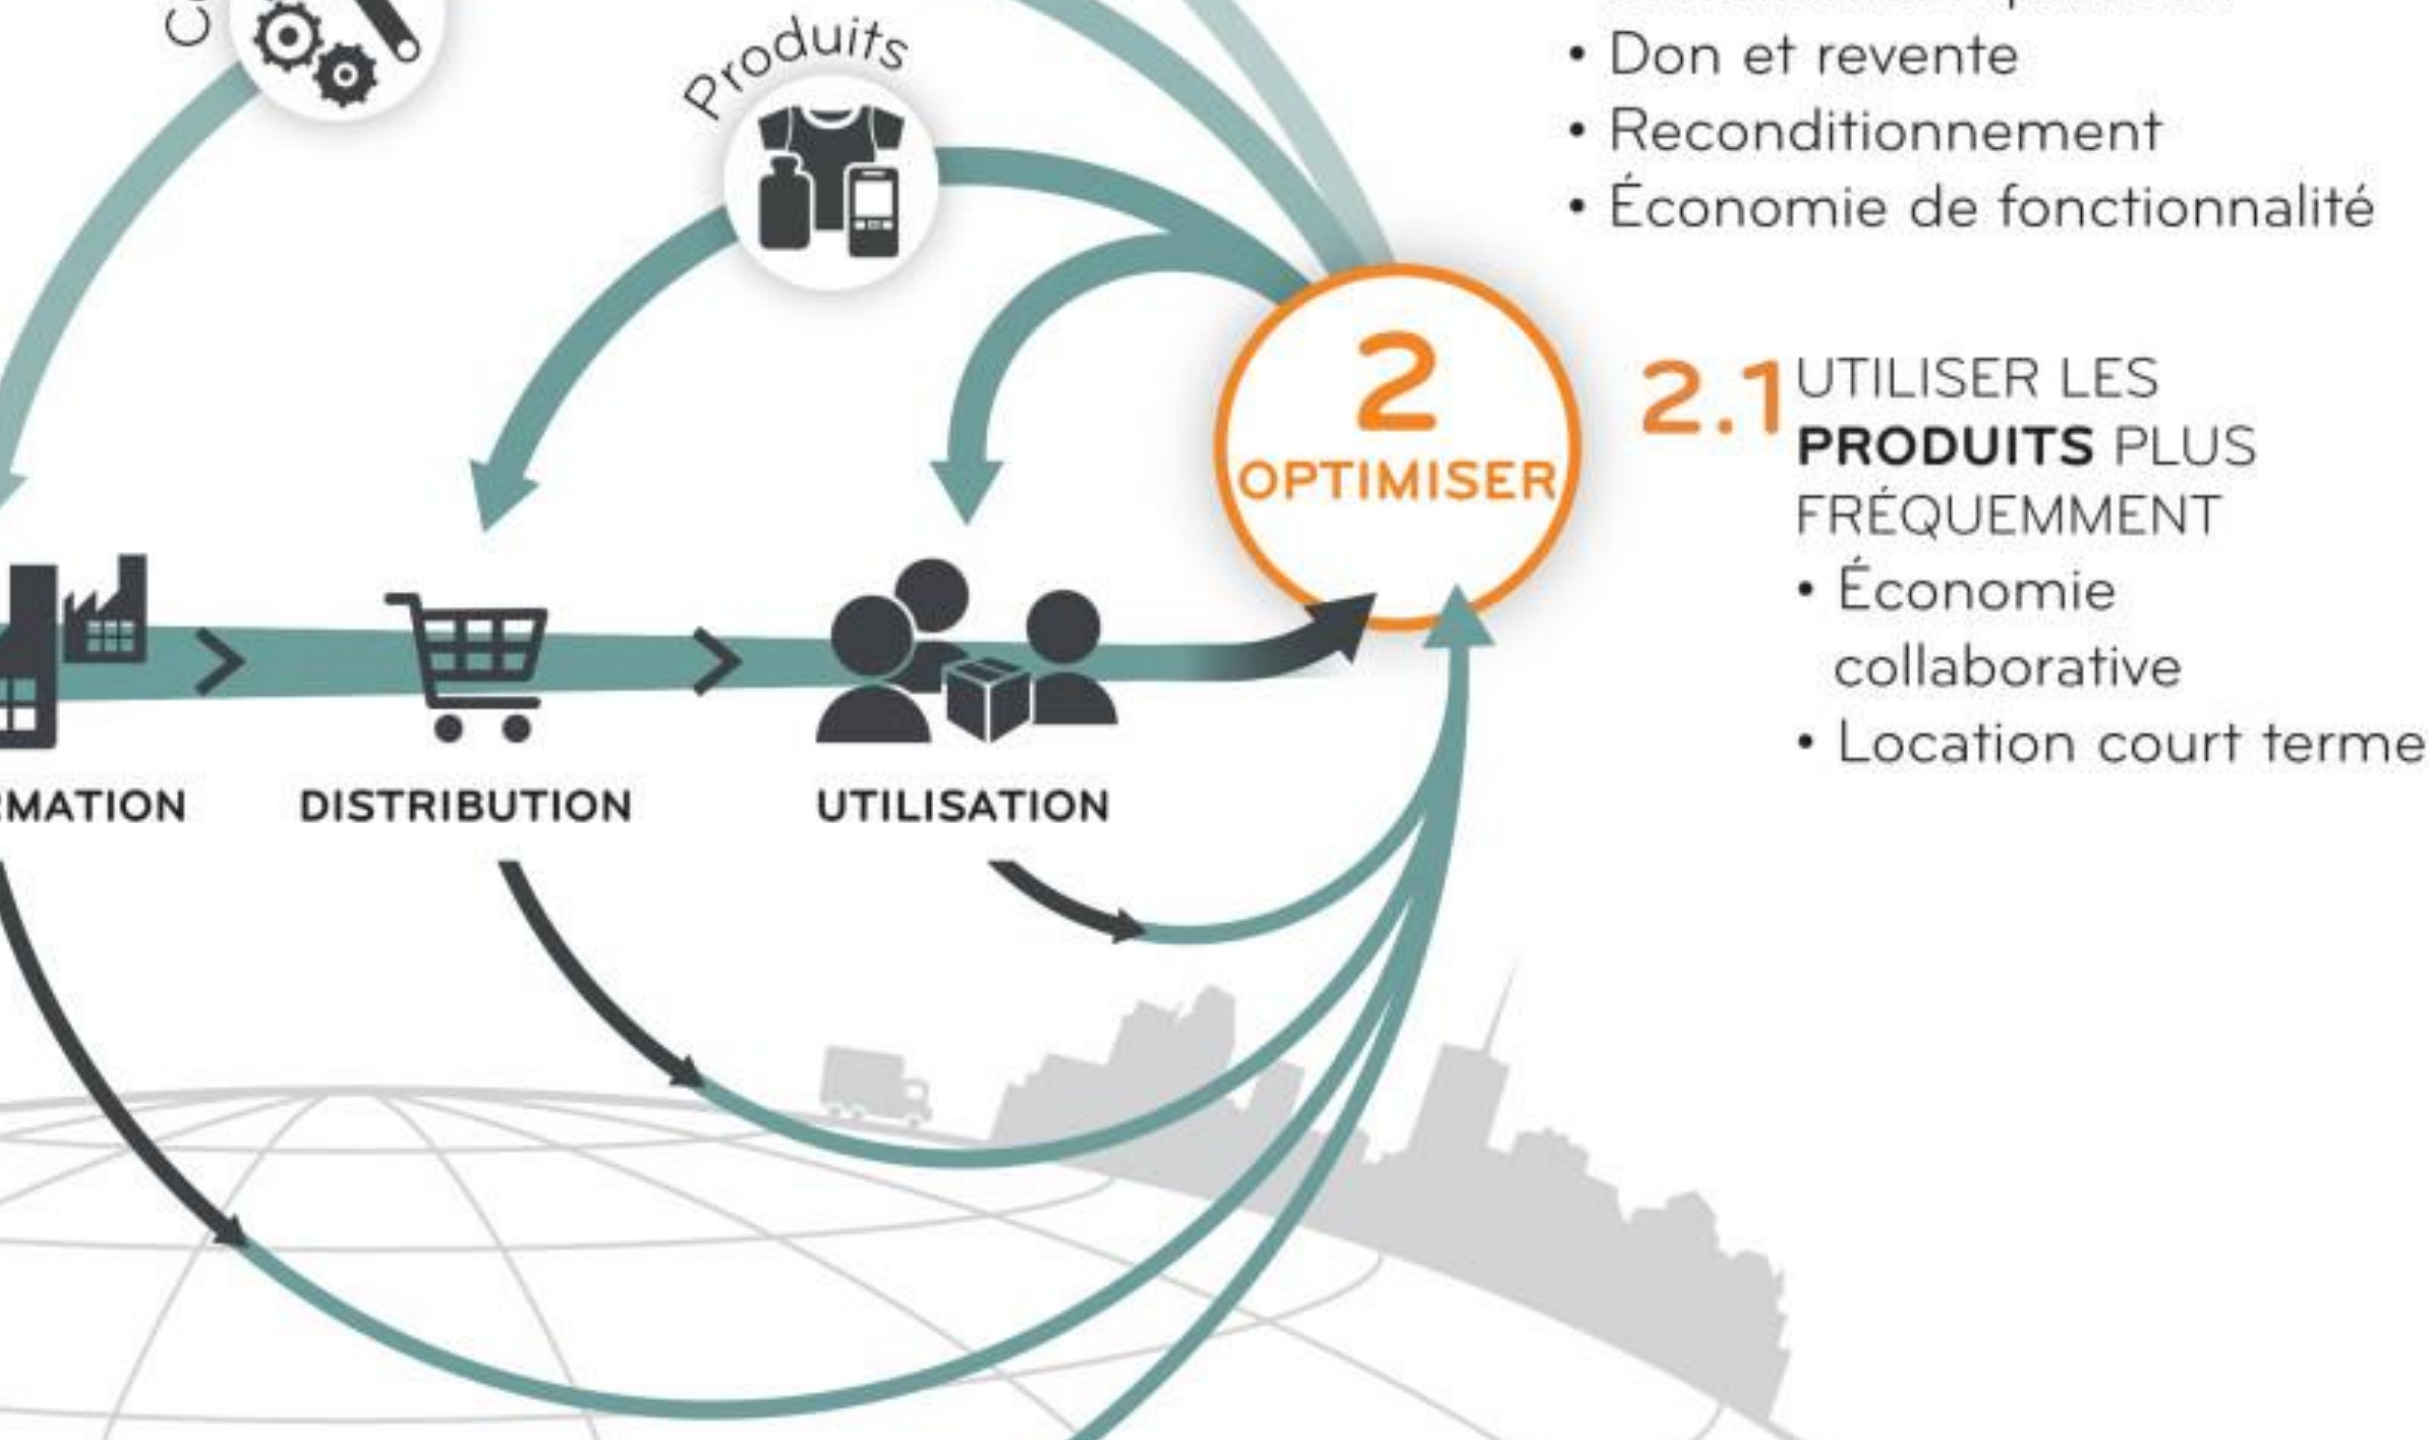 Produits
• Don et revente
• Reconditionnement
• Économie de fonctionnalité
2
OPTIMISER
2.1 UTILISER LES
PRODUITS PLUS
FRÉQUEMMENT
• Économie
collaborative
• Location court terme
RMATION
DISTRIBUTION
UTILISATION